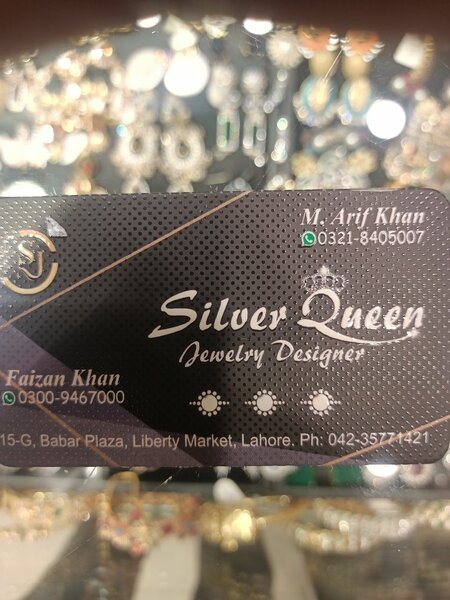 M. Arif Khan
0321-8405007
SJ
Silver Queen
Jewelry Designer
Faizan Khan
0300-9467000
15-G, Babar Plaza, Liberty Market, Lahore. Ph: 042-35771421